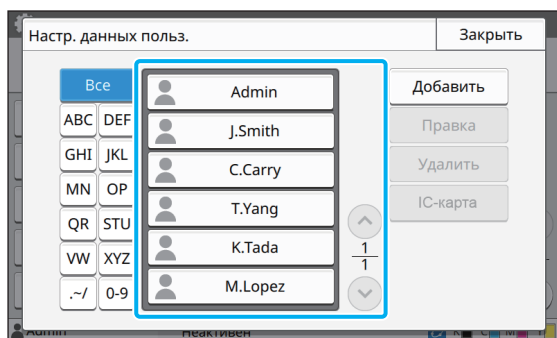 Настр. данных польз.
Закрыть
Все
ABC DEF
GHI JKL
MN OP
QR STU
VW XYZ
.~/ 0-9
Admin
J.Smith
C.Carry
T.Yang
K.Tada
M.Lopez
1
1
Добавить
Правка
Удалить
IC-карта
Admin
Неактивен
K C M Y